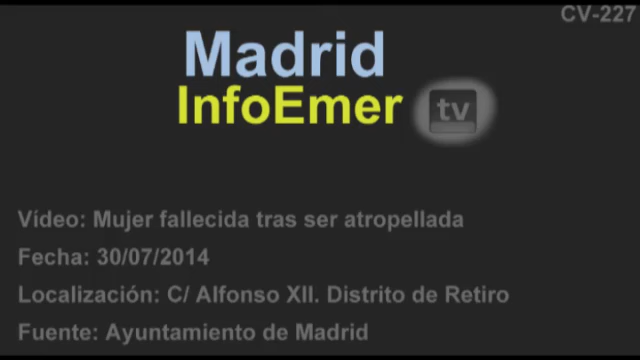 CV-227
Madrid
InfoEmer tv
Vídeo: Mujer fallecida tras ser atropellada
Fecha: 30/07/2014
Localización: C/ Alfonso XII. Distrito de Retiro
Fuente: Ayuntamiento de Madrid